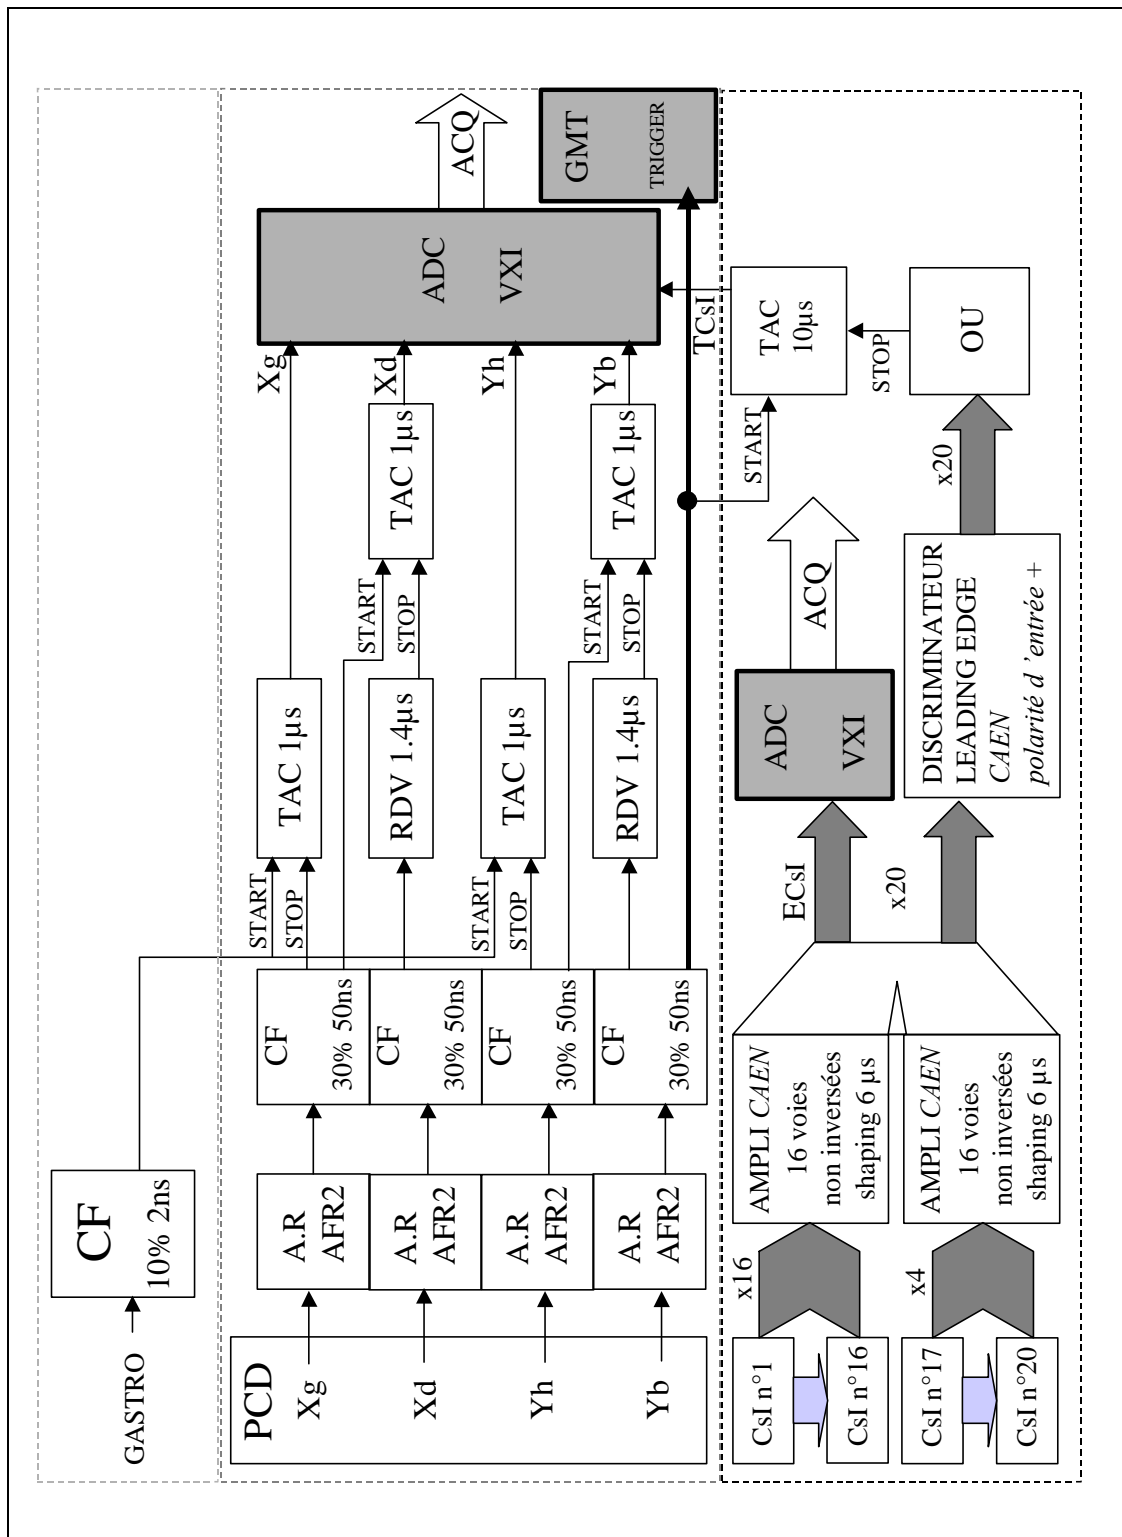 GASTRO
CF
10% 2ns
PCD
Xg
Xd
Yh
Yb
A.R
AFR2
A.R
AFR2
A.R
AFR2
A.R
AFR2
CF
30% 50ns
CF
30% 50ns
CF
30% 50ns
CF
30% 50ns
START
STOP
TAC 1µs
RDV 1.4µs
START
STOP
TAC 1µs
START
STOP
TAC 1µs
RDV 1.4µs
START
STOP
TAC 1µs
Xg
Xd
Yh
Yb
TCsI
ADC
VXI
ACQ
GMT
TRIGGER
CsI n°1
CsI n°16
CsI n°17
CsI n°20
x16
x4
AMPLI CAEN
16 voies
non inversées
shaping 6 µs
AMPLI CAEN
16 voies
non inversées
shaping 6 µs
ECsI
x20
ADC
VXI
ACQ
DISCRIMINATEUR
LEADING EDGE
CAEN
polarité d ’entrée +
x20
START
STOP
TAC
10µs
OU